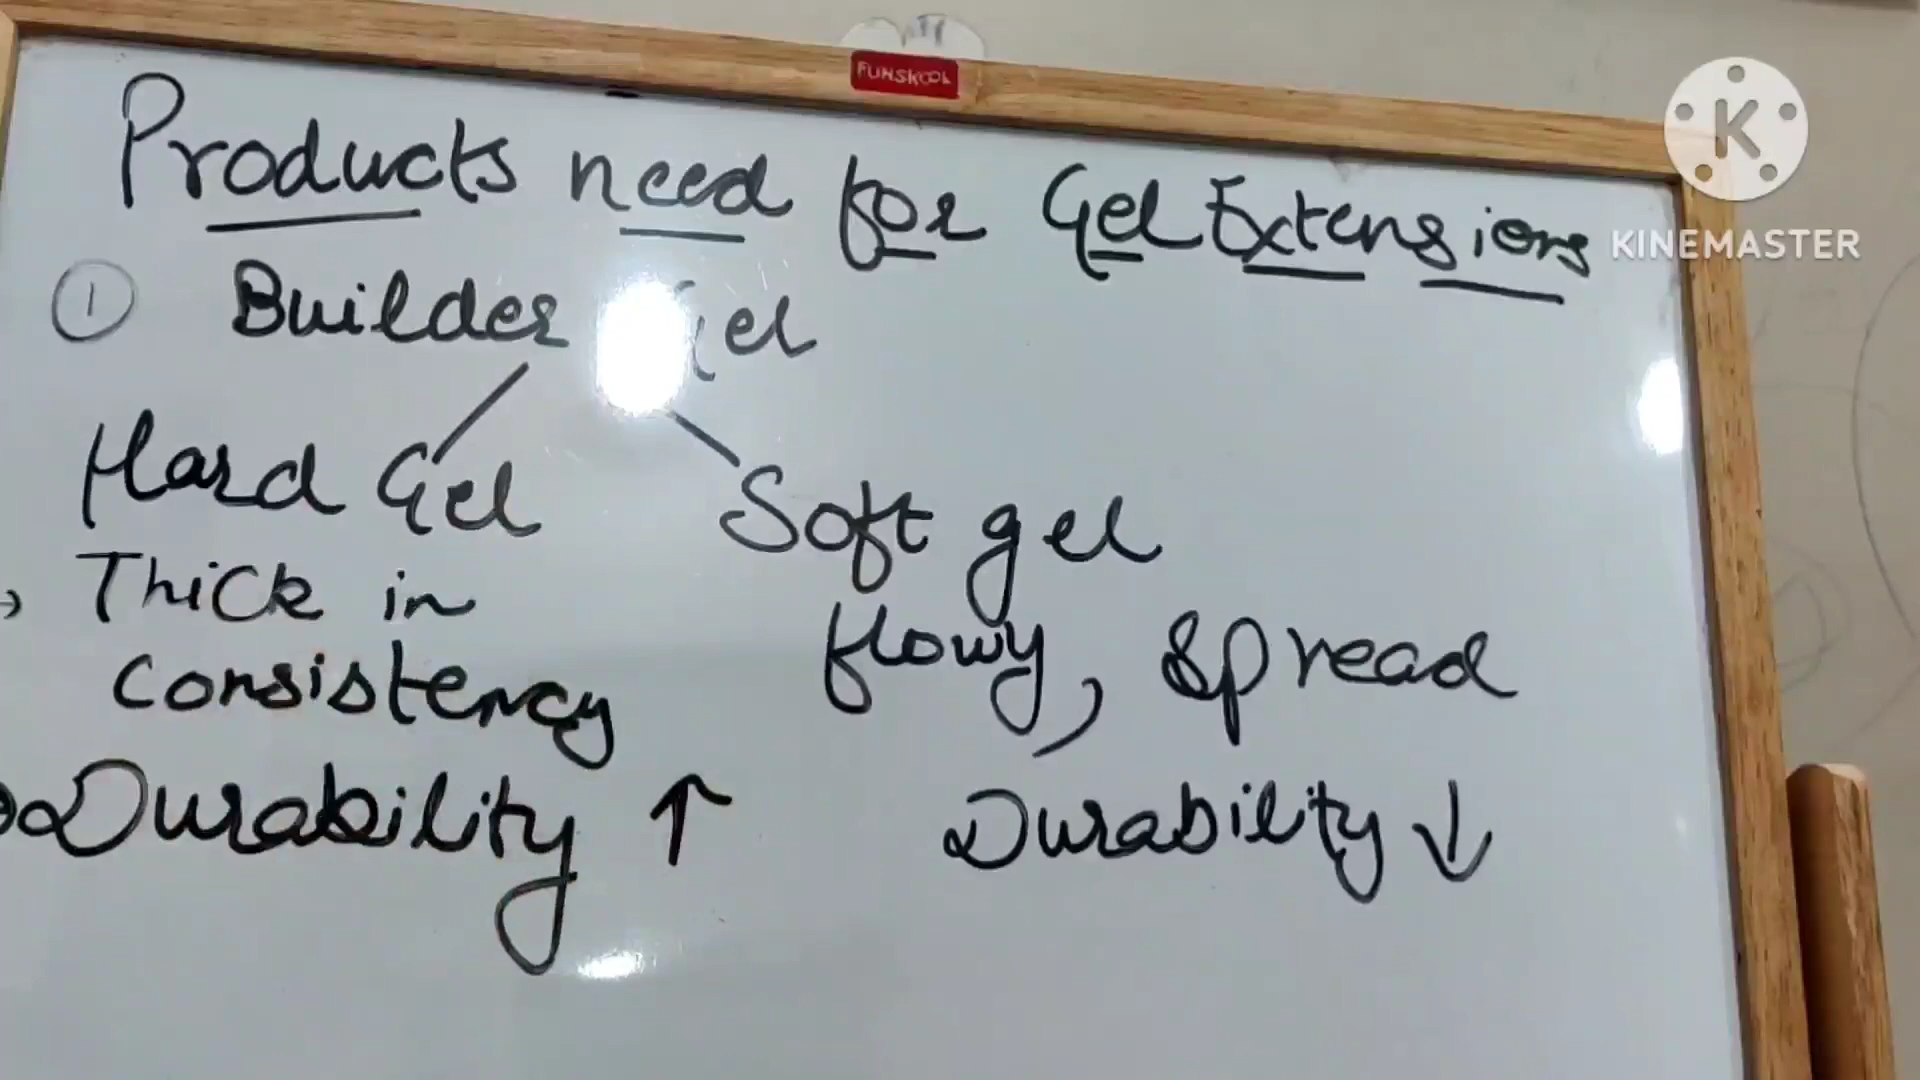 FUNSKOOL
K
KINEMASTER
Products need for Gel Extensions
① Builder Gel
Hard Gel
Soft gel
→ Thick in
consistency
flowy, spread
Durability ↑
Durability ↓